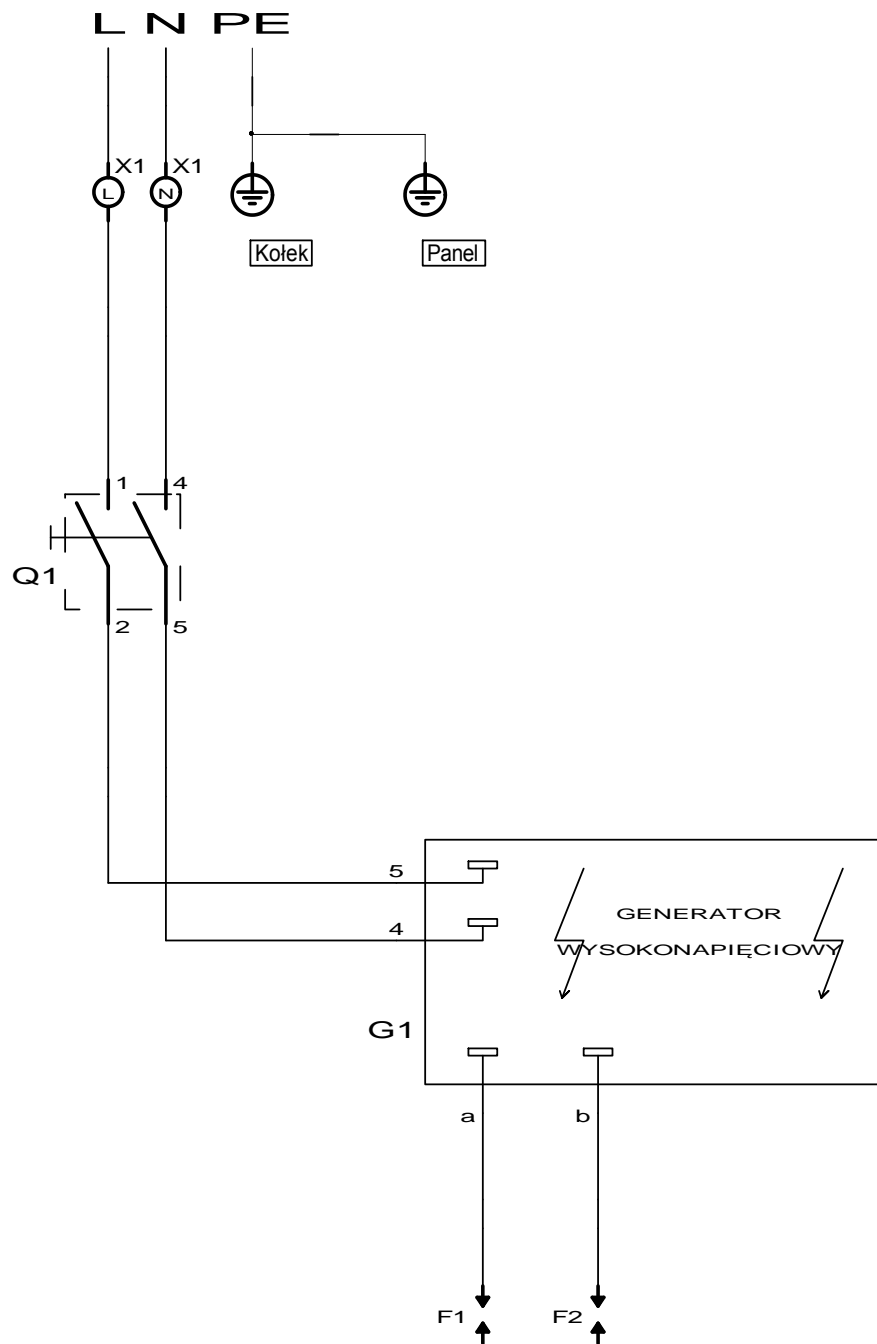 L N PE
X1 X1
L N
Kołek Panel
1 4
Q1
2 5
5
GENERATOR
4
WYSOKONAPIĘCIOWY
G1
a b
F1 F2